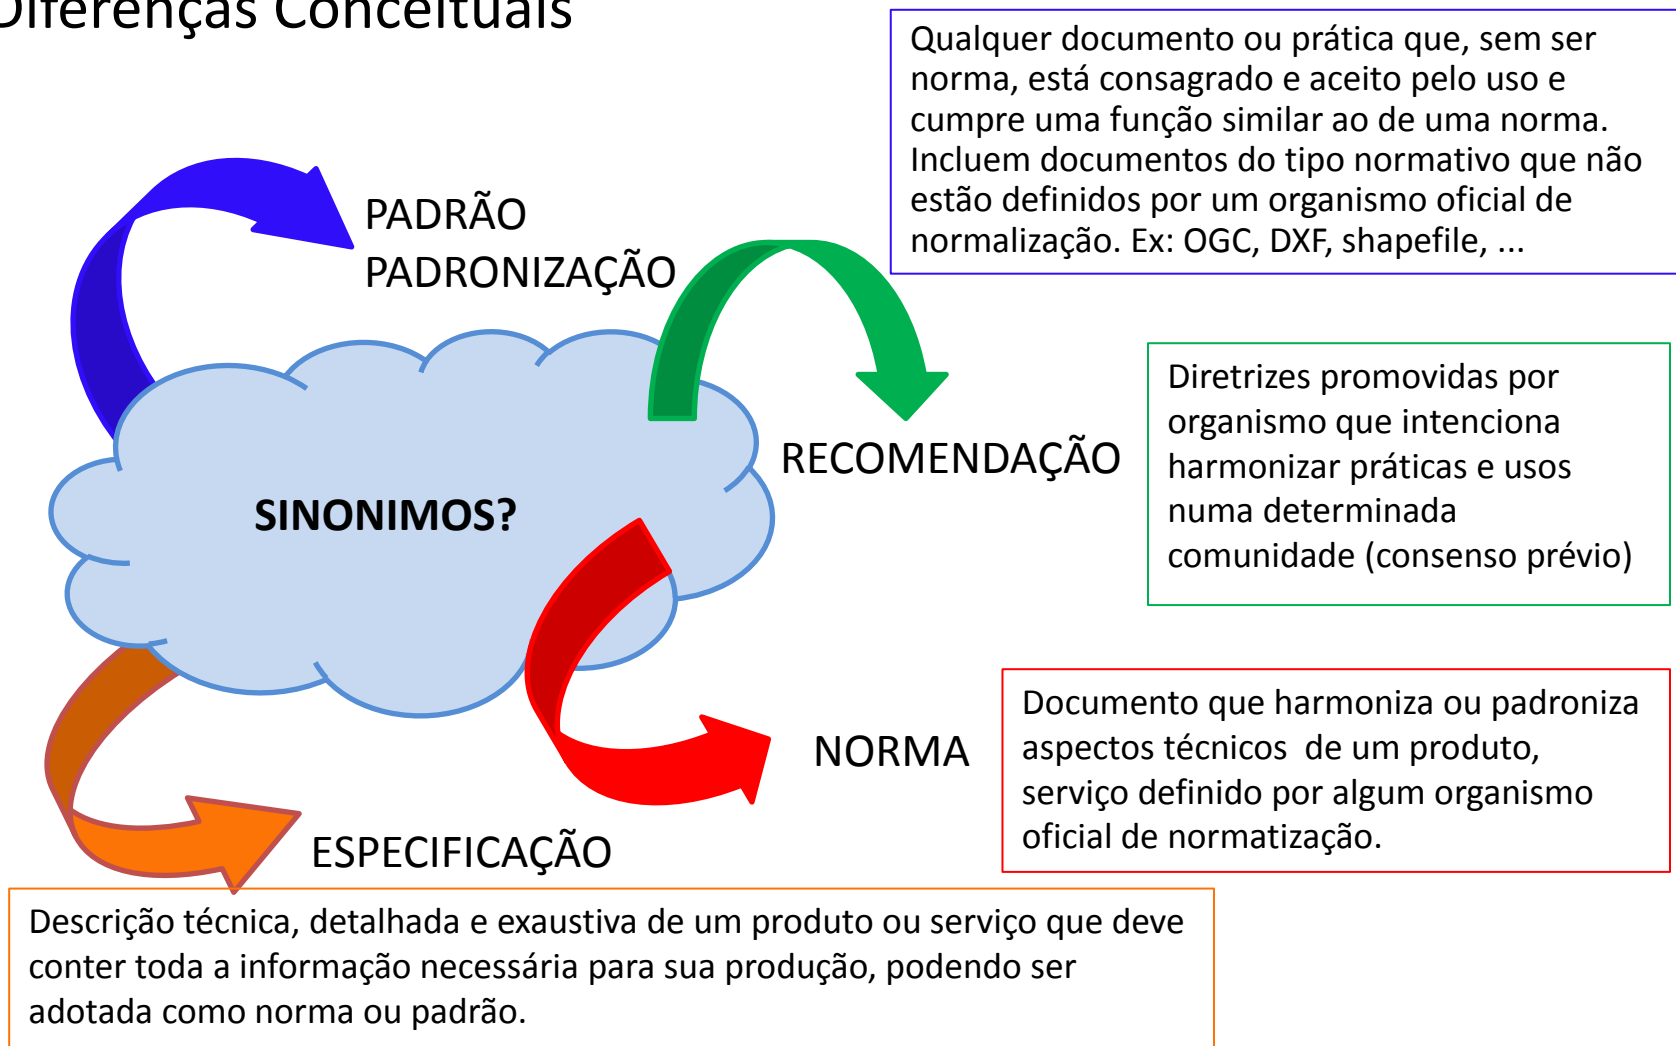 Diferenças Conceituais
Qualquer documento ou prática que, sem ser
norma, está consagrado e aceito pelo uso e
cumpre uma função similar ao de uma norma.
Incluem documentos do tipo normativo que não
estão definidos por um organismo oficial de
normalização. Ex: OGC, DXF, shapefile, ...
PADRÃO
PADRONIZAÇÃO
Diretrizes promovidas por
organismo que intenciona
harmonizar práticas e usos
numa determinada
comunidade (consenso prévio)
RECOMENDAÇÃO
SINONIMOS?
Documento que harmoniza ou padroniza
aspectos técnicos  de um produto,
serviço definido por algum organismo
oficial de normatização.
NORMA
ESPECIFICAÇÃO
Descrição técnica, detalhada e exaustiva de um produto ou serviço que deve
conter toda a informação necessária para sua produção, podendo ser
adotada como norma ou padrão.